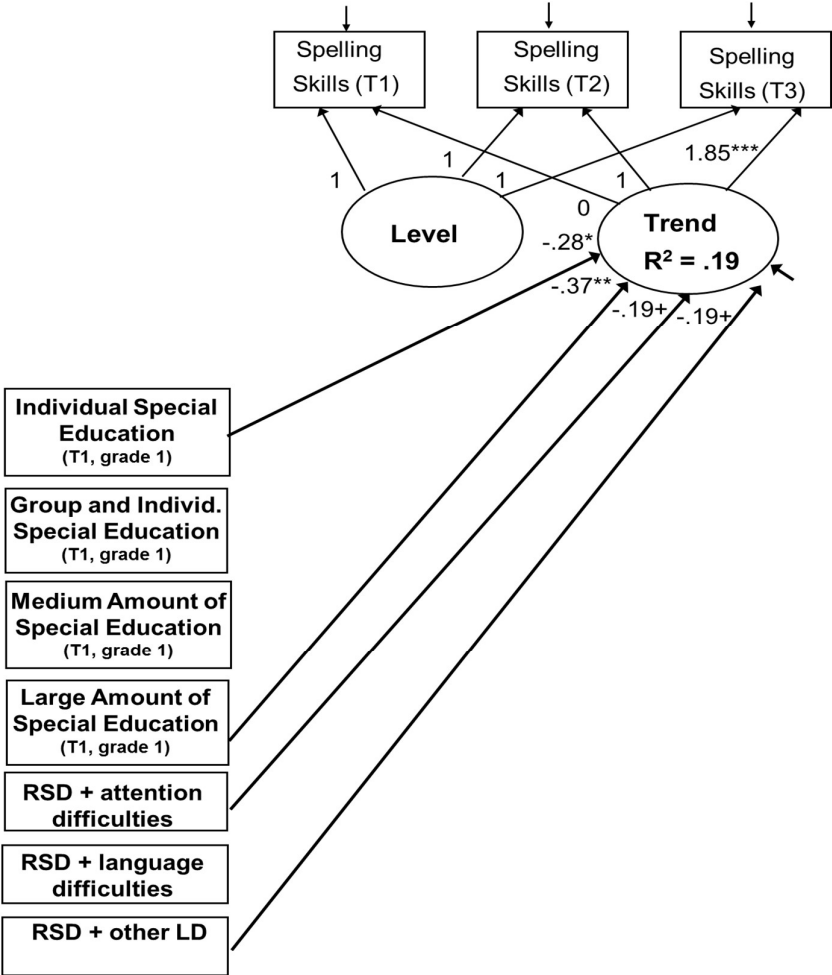 Spelling
Skills (T1)
Spelling
Skills (T2)
Spelling
Skills (T3)
1
1
1
0
1
1.85***
Level
Trend
R² = .19
-.28*
-.37**
-.19+
-.19+
Individual Special
Education
(T1, grade 1)
Group and Individ.
Special Education
(T1, grade 1)
Medium Amount of
Special Education
(T1, grade 1)
Large Amount of
Special Education
(T1, grade 1)
RSD + attention
difficulties
RSD + language
difficulties
RSD + other LD